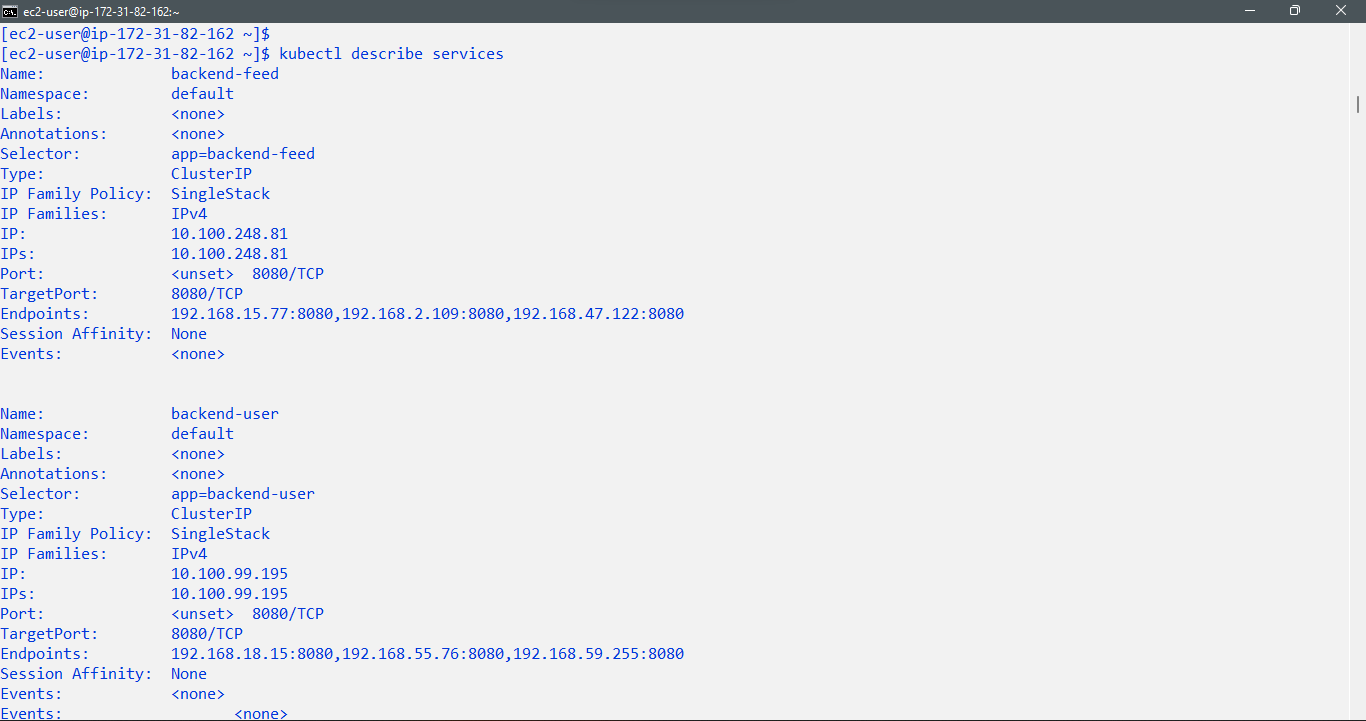 ec2-user@ip-172-31-82-162:~
[ec2-user@ip-172-31-82-162 ~]$
[ec2-user@ip-172-31-82-162 ~]$ kubectl describe services
Name:              backend-feed
Namespace:         default
Labels:            <none>
Annotations:       <none>
Selector:          app=backend-feed
Type:              ClusterIP
IP Family Policy:  SingleStack
IP Families:       IPv4
IP:                10.100.248.81
IPs:               10.100.248.81
Port:              <unset>  8080/TCP
TargetPort:        8080/TCP
Endpoints:         192.168.15.77:8080,192.168.2.109:8080,192.168.47.122:8080
Session Affinity:  None
Events:            <none>
Name:              backend-user
Namespace:         default
Labels:            <none>
Annotations:       <none>
Selector:          app=backend-user
Type:              ClusterIP
IP Family Policy:  SingleStack
IP Families:       IPv4
IP:                10.100.99.195
IPs:               10.100.99.195
Port:              <unset>  8080/TCP
TargetPort:        8080/TCP
Endpoints:         192.168.18.15:8080,192.168.55.76:8080,192.168.59.255:8080
Session Affinity:  None
Events:            <none>
Events:                   <none>